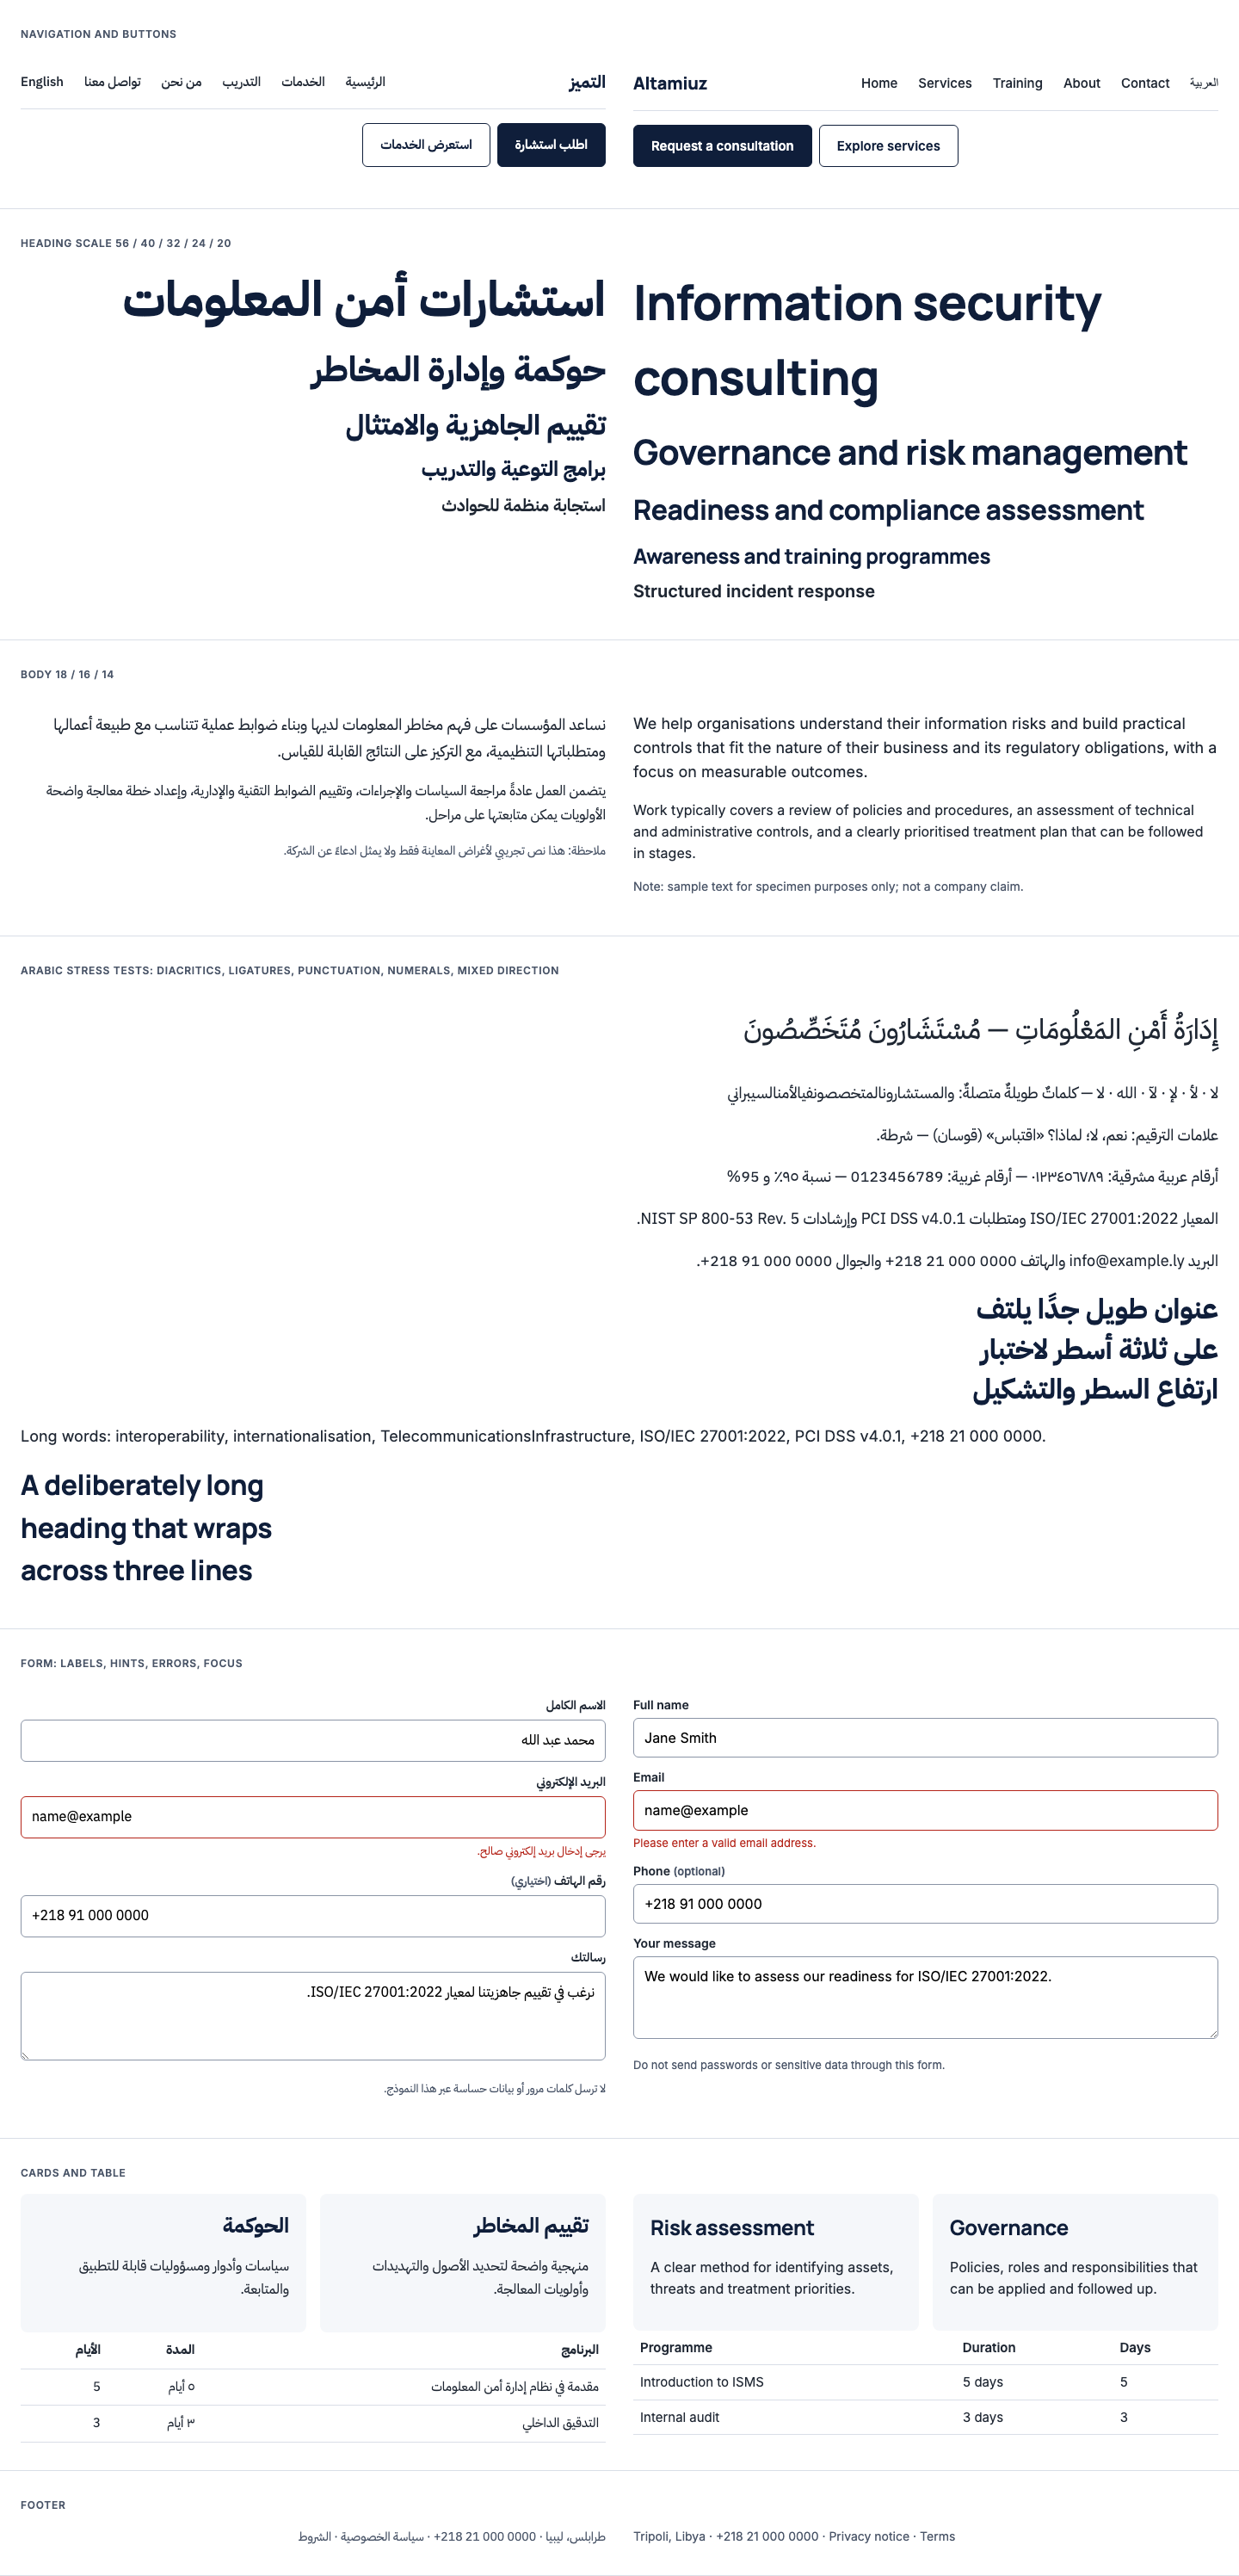 NAVIGATION AND BUTTONS
التميز
الرئيسية
الخدمات
التدريب
من نحن
تواصل معنا
English
اطلب استشارة
استعرض الخدمات
Altamiuz
Home
Services
Training
About
Contact
العربية
Request a consultation
Explore services
HEADING SCALE 56 / 40 / 32 / 24 / 20
استشارات أمن المعلومات
حوكمة وإدارة المخاطر
تقييم الجاهزية والامتثال
برامج التوعية والتدريب
استجابة منظمة للحوادث
Information security
consulting
Governance and risk management
Readiness and compliance assessment
Awareness and training programmes
Structured incident response
BODY 18 / 16 / 14
نساعد المؤسسات على فهم مخاطر المعلومات لديها وبناء ضوابط عملية تتناسب مع طبيعة أعمالها
ومتطلباتها التنظيمية، مع التركيز على النتائج القابلة للقياس.
يتضمن العمل عادةً مراجعة السياسات والإجراءات، وتقييم الضوابط التقنية والإدارية، وإعداد خطة معالجة واضحة
الأولويات يمكن متابعتها على مراحل.
ملاحظة: هذا نص تجريبي لأغراض المعاينة فقط ولا يمثل ادعاءً عن الشركة.
We help organisations understand their information risks and build practical
controls that fit the nature of their business and its regulatory obligations, with a
focus on measurable outcomes.
Work typically covers a review of policies and procedures, an assessment of technical
and administrative controls, and a clearly prioritised treatment plan that can be followed
in stages.
Note: sample text for specimen purposes only; not a company claim.
ARABIC STRESS TESTS: DIACRITICS, LIGATURES, PUNCTUATION, NUMERALS, MIXED DIRECTION
إِدَارَةُ أَمْنِ المَعْلُومَاتِ — مُسْتَشَارُونَ مُتَخَصِّصُونَ
لا · لأ · لإ · لآ · الله · لا — كلماتٌ طويلةٌ متصلةٌ: والمستشارونالمتخصصونفيالأمنالسيبراني
علامات الترقيم: نعم، لا؛ لماذا؟ «اقتباس» (قوسان) — شرطة.
أرقام عربية مشرقية: ٠١٢٣٤٥٦٧٨٩ — أرقام غربية: 0123456789 — نسبة ٩٥٪ و 95%
المعيار ISO/IEC 27001:2022 ومتطلبات PCI DSS v4.0.1 وإرشادات NIST SP 800-53 Rev. 5.
البريد info@example.ly والهاتف +218 21 000 0000 والجوال +218 91 000 0000.
عنوان طويل جدًا يلتف
على ثلاثة أسطر لاختبار
ارتفاع السطر والتشكيل
Long words: interoperability, internationalisation, TelecommunicationsInfrastructure, ISO/IEC 27001:2022, PCI DSS v4.0.1, +218 21 000 0000.
A deliberately long
heading that wraps
across three lines
FORM: LABELS, HINTS, ERRORS, FOCUS
الاسم الكامل
محمد عبد الله
البريد الإلكتروني
name@example
يرجى إدخال بريد إلكتروني صالح.
رقم الهاتف (اختياري)
+218 91 000 0000
رسالتك
نرغب في تقييم جاهزيتنا لمعيار ISO/IEC 27001:2022.
لا ترسل كلمات مرور أو بيانات حساسة عبر هذا النموذج.
Full name
Jane Smith
Email
name@example
Please enter a valid email address.
Phone (optional)
+218 91 000 0000
Your message
We would like to assess our readiness for ISO/IEC 27001:2022.
Do not send passwords or sensitive data through this form.
CARDS AND TABLE
تقييم المخاطر
منهجية واضحة لتحديد الأصول والتهديدات
وأولويات المعالجة.
الحوكمة
سياسات وأدوار ومسؤوليات قابلة للتطبيق
والمتابعة.
البرنامج المدة الأيام
مقدمة في نظام إدارة أمن المعلومات ٥ أيام 5
التدقيق الداخلي ٣ أيام 3
Risk assessment
A clear method for identifying assets,
threats and treatment priorities.
Governance
Policies, roles and responsibilities that
can be applied and followed up.
Programme Duration Days
Introduction to ISMS 5 days 5
Internal audit 3 days 3
FOOTER
طرابلس، ليبيا · +218 21 000 0000 · سياسة الخصوصية · الشروط
Tripoli, Libya · +218 21 000 0000 · Privacy notice · Terms